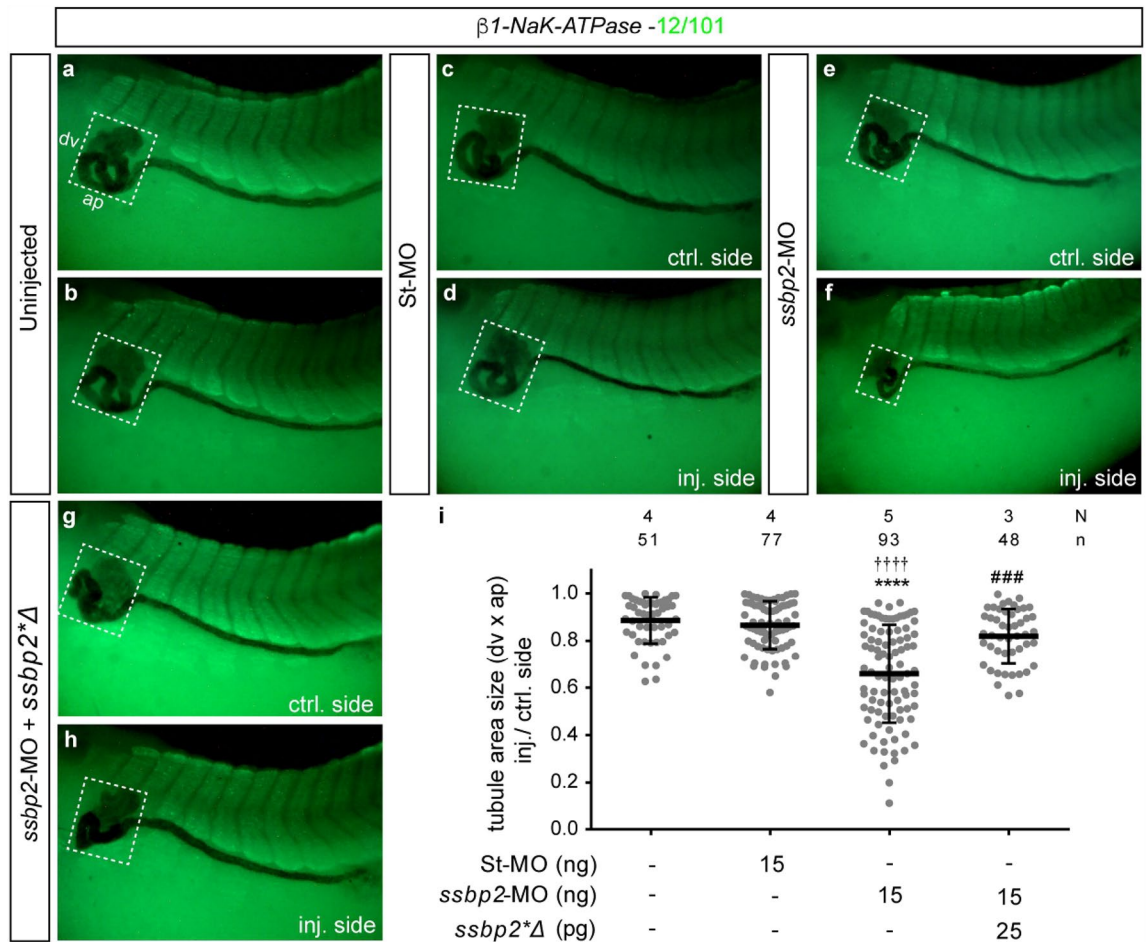 β1-NaK-ATPase -12/101
Uninjected
a
dv
ap
b
St-MO
c
ctrl. side
d
inj. side
ssbp2-MO
e
ctrl. side
f
inj. side
ssbp2-MO + ssbp2*Δ
g
ctrl. side
h
inj. side
i
4 4 5 3 N
51 77 93 48 n
†††† ###
****
tubule area size (dv x ap)
inj./ ctrl. side
1.0
0.8
0.6
0.4
0.2
0.0
St-MO (ng) - 15 - -
ssbp2-MO (ng) - - 15 15
ssbp2*Δ (pg) - - - 25